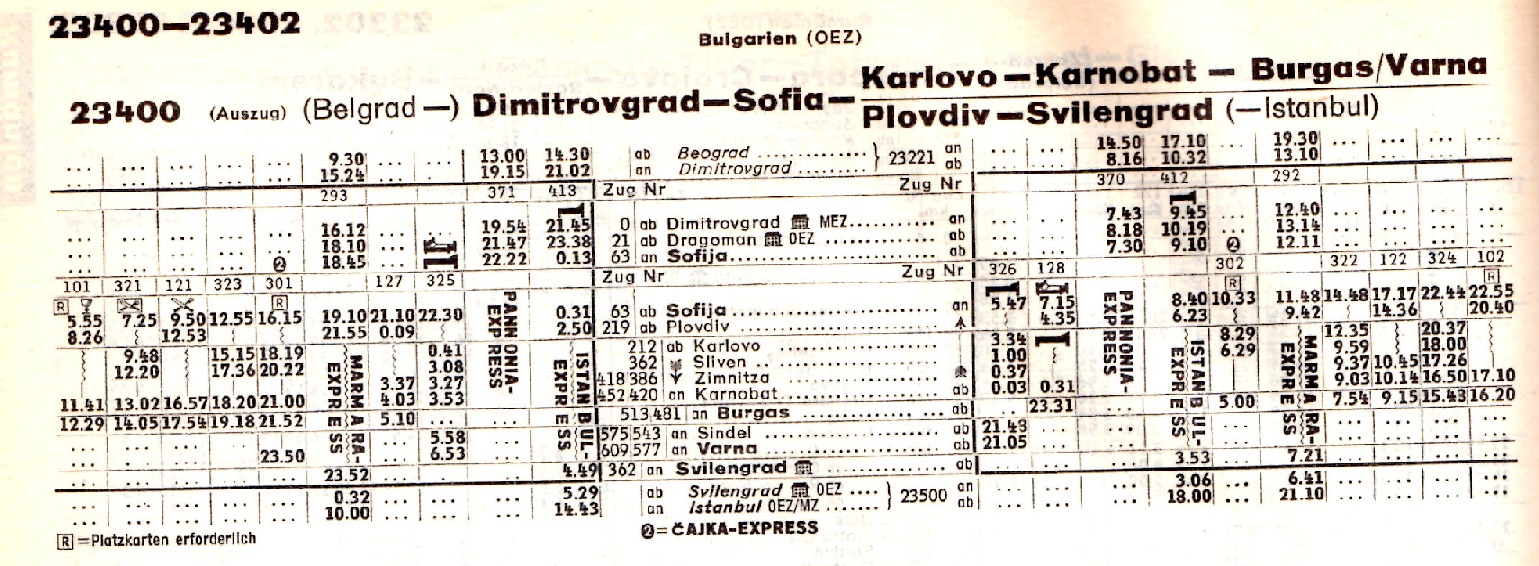 23400—23402
Bulgarien (OEZ)
23400 (Auszug) (Belgrad —) Dimitrovgrad—Sofia— Karlovo—Karnobat — Burgas/Varna
Plovdiv—Svilengrad (—Istanbul)
... ... ... ... ... 9.30 ... ... 13.00 14.30 ab Beograd ............ } 23221 an ... ... 14.50 17.10 19.30 ... ... ... ...
... ... ... ... ... 15.24 ... ... 19.15 21.02 an Dimitrovgrad ......... ab ... ... 8.16 10.32 ... 13.10 ... ... ... ...
293 371 413 Zug Nr Zug Nr 370 412 292
... ... ... ... ... 16.12 ... 19.54 21.45 0 ab Dimitrovgrad MEZ........... an ... ... 7.43 9.45 ... 12.40 ... ... ... ...
... ... ... ... ... 18.10 ... 21.47 23.38 21 ab Dragoman OEZ ............ ab ... ... 8.18 10.19 ... 13.14 ... ... ... ...
... ... ... ... 2 18.45 ... 22.22 0.13 63 an Sofija................... ab ... ... 7.30 9.10 2 12.11 ... ... ... ...
101 321 121 323 301 127 325 Zug Nr Zug Nr 326 128 302 322 122 324 102
R R R R
5.55 7.25 9.50 12.55 16.15 19.10 21.10 22.30 0.31 63 ab Sofija .................. an 5.47 7.15 8.40 10.33 11.48 14.48 17.17 22.44 22.55
8.26 12.53 21.55 0.09 2.50 219 ab Plovdiv ................. 4.35 6.23 9.42 14.36 20.40
9.48 15.15 18.19 0.41 212 ab Karlovo ................ 3.34 8.29 12.35 20.37
12.20 17.36 20.22 3.08 362 Sliven .................. 1.00 6.29 9.59 18.00
3.37 3.27 418 386 Zimnitza ................ 0.37 9.37 10.45 17.26
11.41 13.02 16.57 18.20 21.00 4.03 3.53 452 420 an Karnobat.............. ab 0.03 0.31 9.03 10.14 16.50 17.10
12.29 14.05 17.54 19.18 21.52 5.10 ... 513,481 an Burgas ................ ab ... 23.31 5.00 7.54 9.15 15.43 16.20
... ... ... ... ... 5.58 575 543 an Sindel ................ ab 21.43 ... ... ... ... ...
... ... ... ... 23.50 6.53 609,577 an Varna ................. ab 21.05 ... ... ... ... ...
... ... ... ... ... 23.52 ... ... ... 4.49 362 an Svilengrad ............ ab ... ... 3.53 ... 7.21 ... ... ... ...
... ... ... ... ... 0.32 ... ... ... 5.29 ab Svilengrad OEZ .... } 23500 an ... ... ... 3.06 ... 6.41 ... ... ... ...
... ... ... ... ... 10.00 ... ... ... 14.43 an Istanbul OEZ/MZ .... ab ... ... ... 18.00 ... 21.10 ... ... ... ...
MARMARA-EXPRESS
PANNONIA-EXPRESS
ISTANBUL-EXPRESS
PANNONIA-EXPRESS
ISTANBUL-EXPRESS
MARMARA-EXPRESS
R =Platzkarten erforderlich
2= ČAJKA-EXPRESS